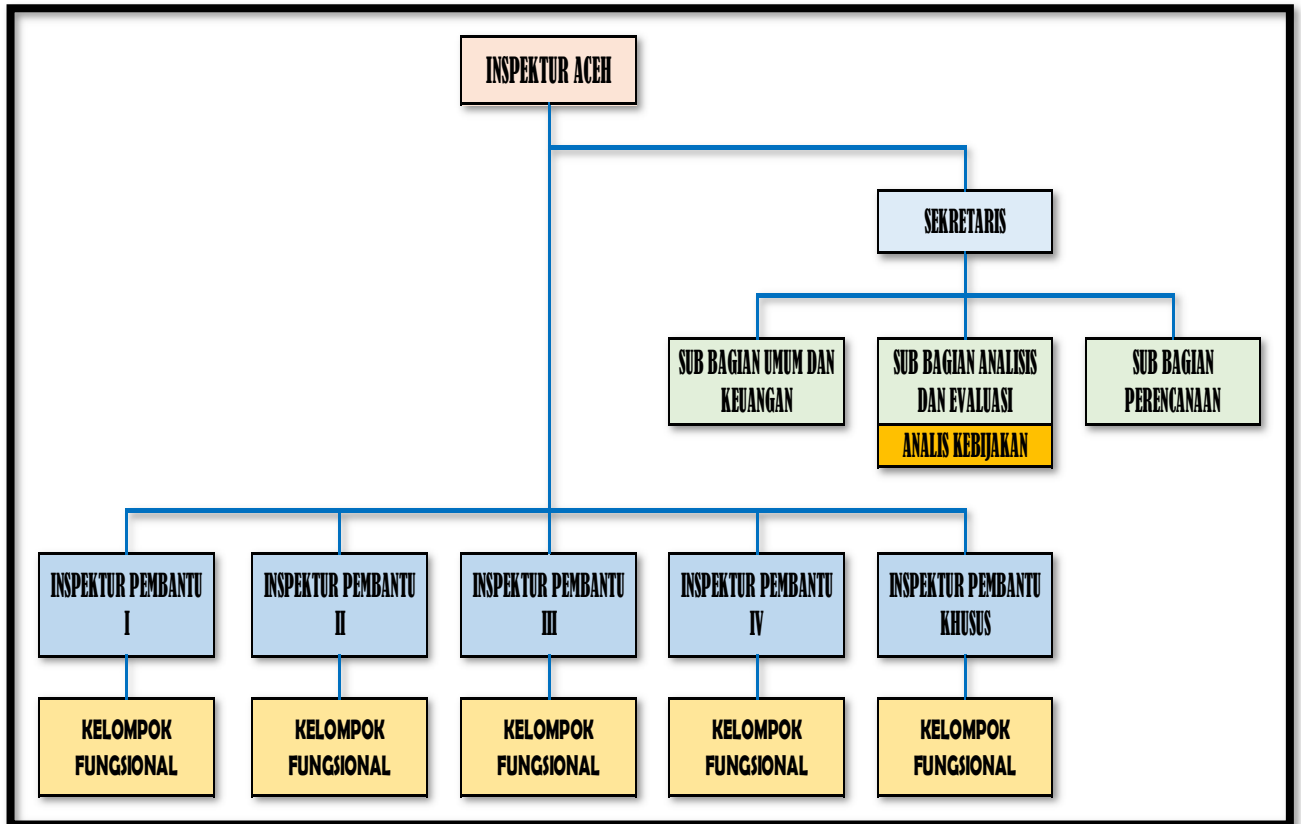 INSPEKTUR ACEH
SEKRETARIS
SUB BAGIAN UMUM DAN
KEUANGAN
SUB BAGIAN ANALISIS
DAN EVALUASI
ANALIS KEBIJAKAN
SUB BAGIAN
PERENCANAAN
INSPEKTUR PEMBANTU
I
INSPEKTUR PEMBANTU
II
INSPEKTUR PEMBANTU
III
INSPEKTUR PEMBANTU
IV
INSPEKTUR PEMBANTU
KHUSUS
KELOMPOK
FUNGSIONAL
KELOMPOK
FUNGSIONAL
KELOMPOK
FUNGSIONAL
KELOMPOK
FUNGSIONAL
KELOMPOK
FUNGSIONAL